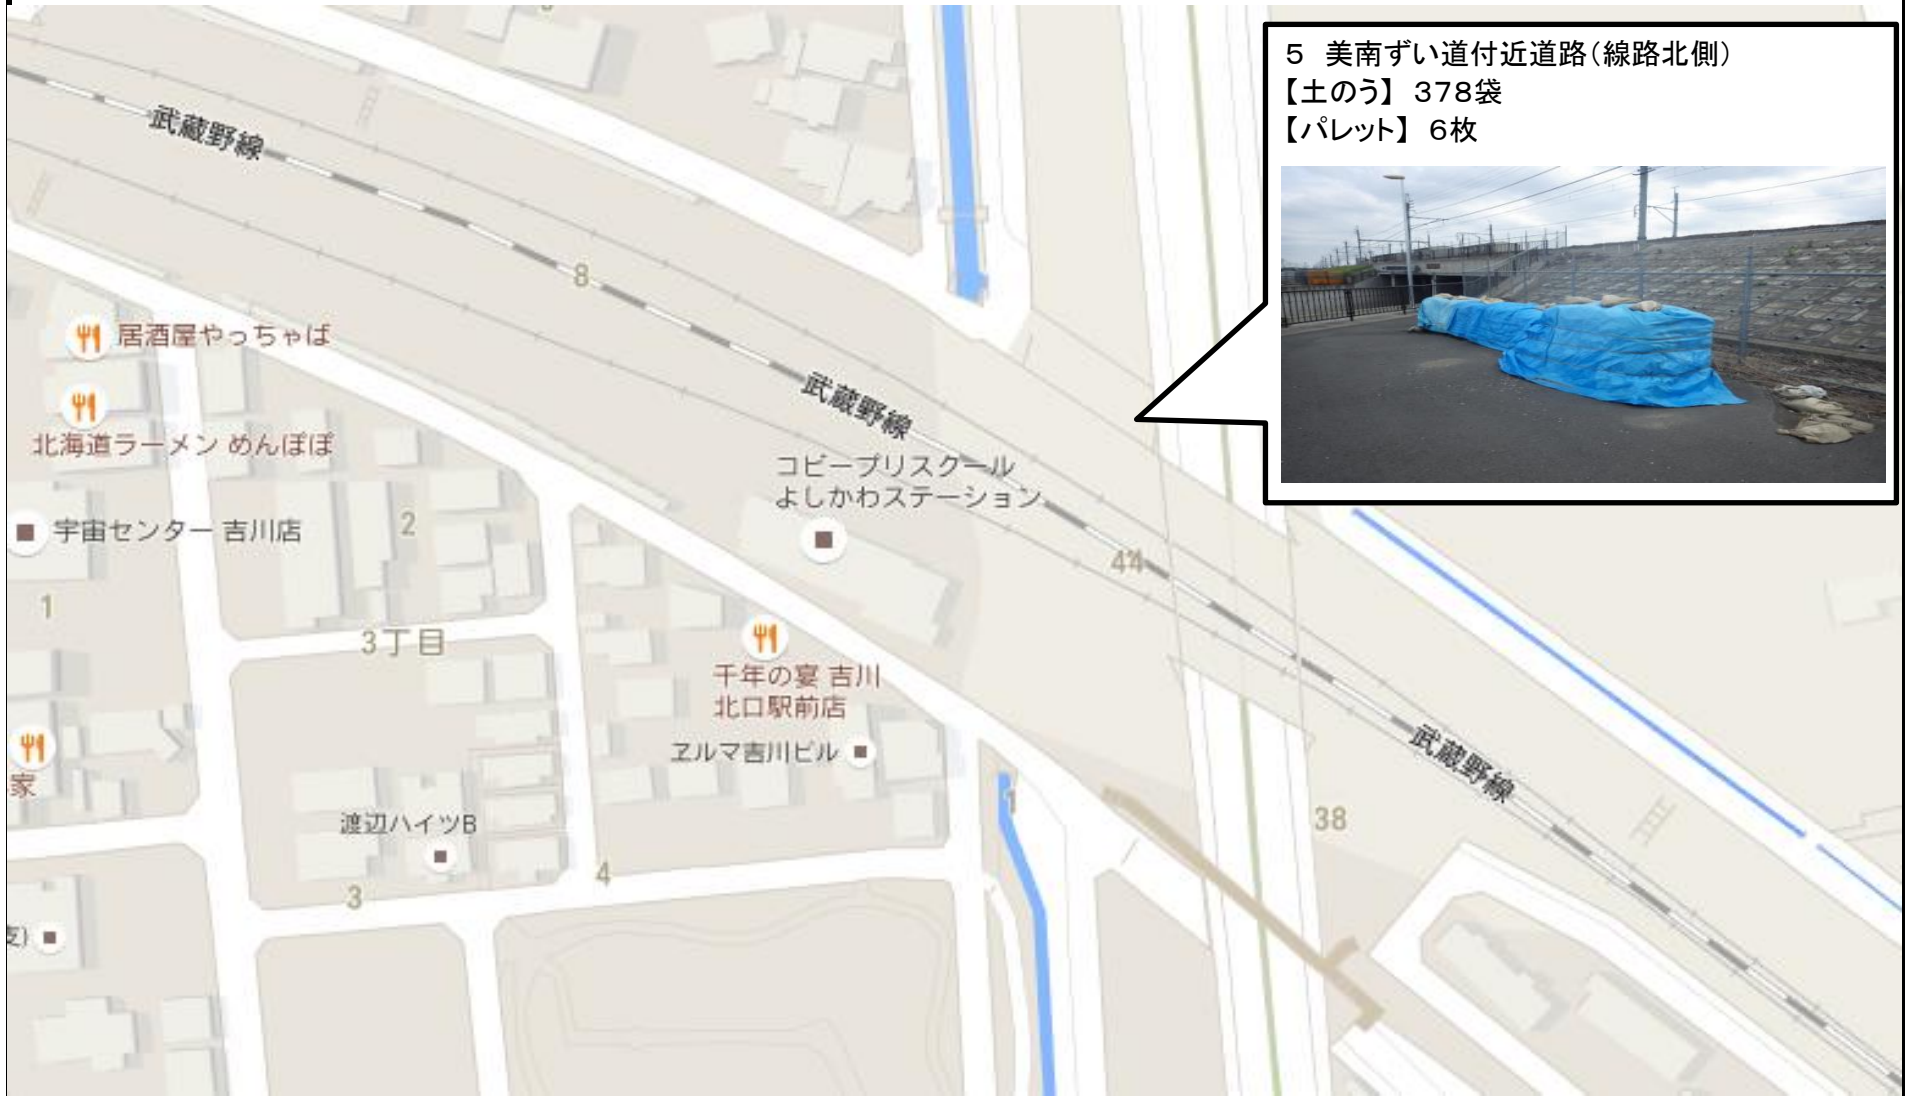 5 美南ずい道付近道路(線路北側)
【土のう】 378袋
【パレット】 6枚
武蔵野線
8
居酒屋やっちゃば
北海道ラーメン めんぽぽ
武蔵野線
コピープリスクール
よしかわステーション
宇宙センター 吉川店
2
44
1
3丁目
千年の宴 吉川
北口駅前店
ヱルマ吉川ビル
武蔵野線
家
1
渡辺ハイツB
38
4
3
支)